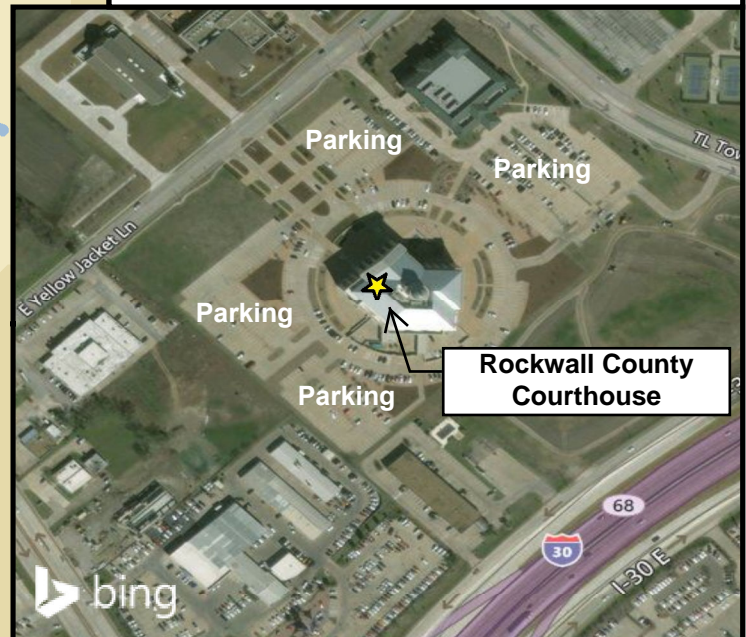 Parking
Parking
TL Tow
E Yellow Jacket Ln
Parking
Rockwall County
Courthouse
Parking
68
30
I-30 E
bing